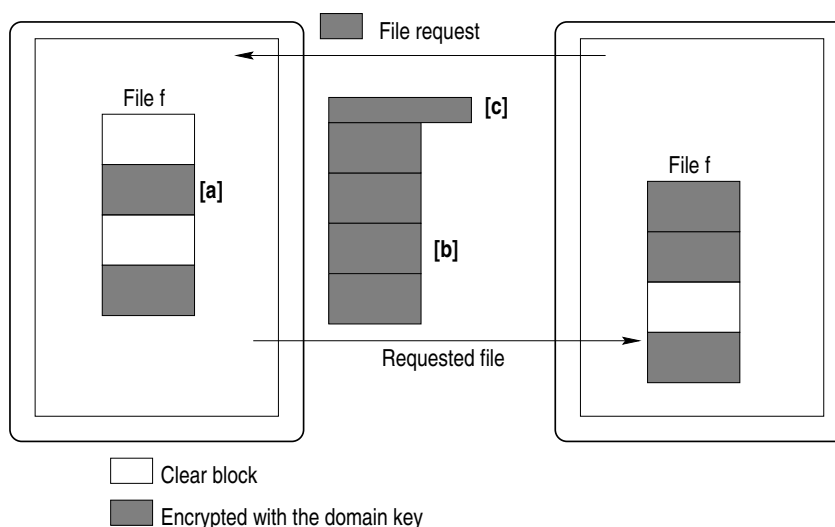 File request
File f
[c]
[a]
File f
[b]
Requested file
Clear block
Encrypted with the domain key